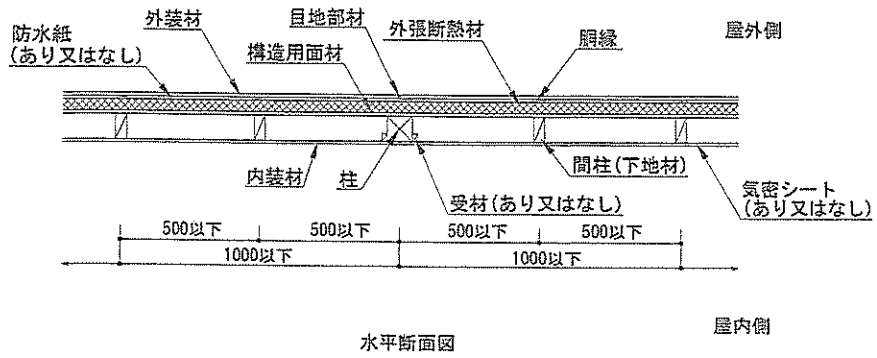 外装材
目地部材
外張断熱材
胴縁
屋外側
防水紙
(あり又はなし)
構造用面材
内装材
柱
間柱(下地材)
受材(あり又はなし)
気密シート
(あり又はなし)
500以下
500以下
500以下
500以下
1000以下
1000以下
屋内側
水平断面図